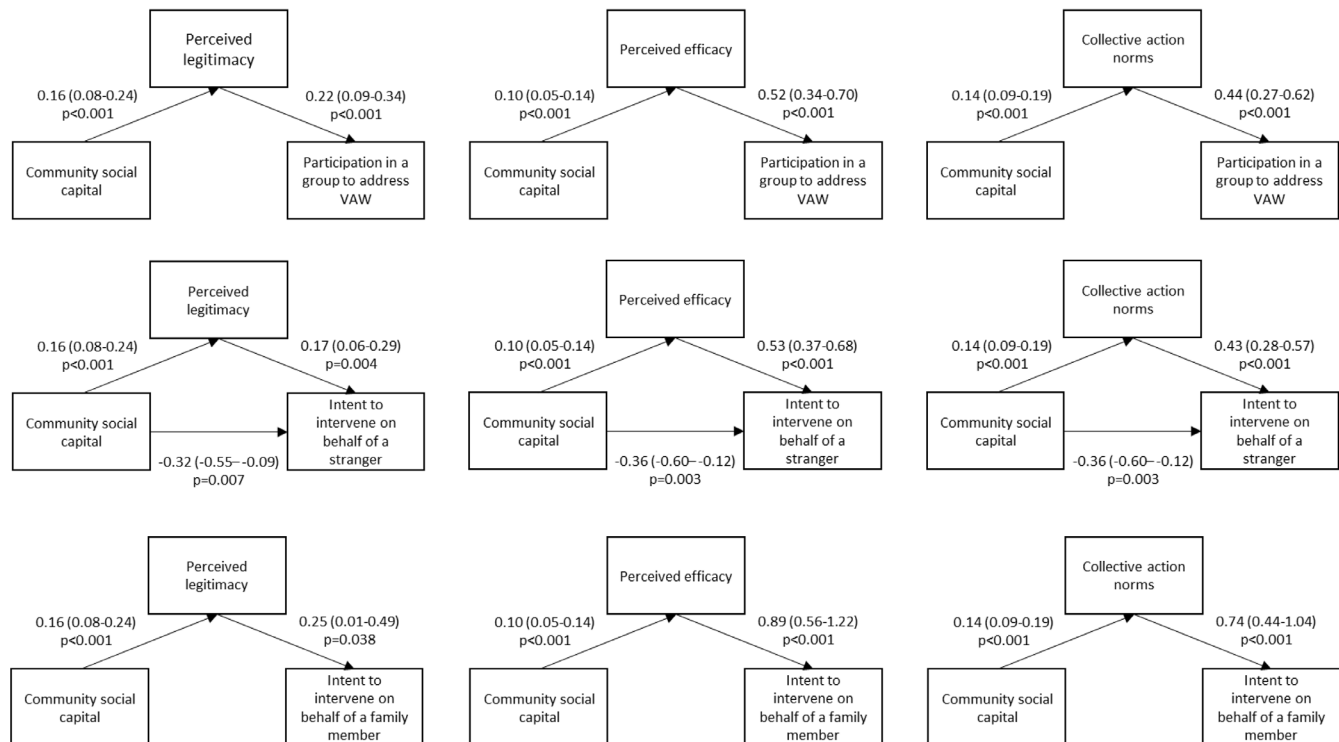 Perceived
legitimacy
0.16 (0.08-0.24)
p<0.001
0.22 (0.09-0.34)
p<0.001
Community social
capital
Participation in
a group to address
VAW
Perceived efficacy
0.10 (0.05-0.14)
p<0.001
0.52 (0.34-0.70)
p<0.001
Community social
capital
Participation in
a group to address
VAW
Collective action
norms
0.14 (0.09-0.19)
p<0.001
0.44 (0.27-0.62)
p<0.001
Community social
capital
Participation in
a group to address
VAW
Perceived
legitimacy
0.16 (0.08-0.24)
p<0.001
0.17 (0.06-0.29)
p=0.004
Community social
capital
Intent to
intervene on
behalf of a
stranger
-0.32 (-0.55--0.09)
p=0.007
Perceived efficacy
0.10 (0.05-0.14)
p<0.001
0.53 (0.37-0.68)
p<0.001
Community social
capital
Intent to
intervene on
behalf of a
stranger
-0.36 (-0.60--0.12)
p=0.003
Collective action
norms
0.14 (0.09-0.19)
p<0.001
0.43 (0.28-0.57)
p<0.001
Community social
capital
Intent to
intervene on
behalf of a
stranger
-0.36 (-0.60--0.12)
p=0.003
Perceived
legitimacy
0.16 (0.08-0.24)
p<0.001
0.25 (0.01-0.49)
p=0.038
Community social
capital
Intent to
intervene on
behalf of a family
member
Perceived efficacy
0.10 (0.05-0.14)
p<0.001
0.89 (0.56-1.22)
p<0.001
Community social
capital
Intent to
intervene on
behalf of a family
member
Collective action
norms
0.14 (0.09-0.19)
p<0.001
0.74 (0.44-1.04)
p<0.001
Community social
capital
Intent to
intervene on
behalf of a family
member